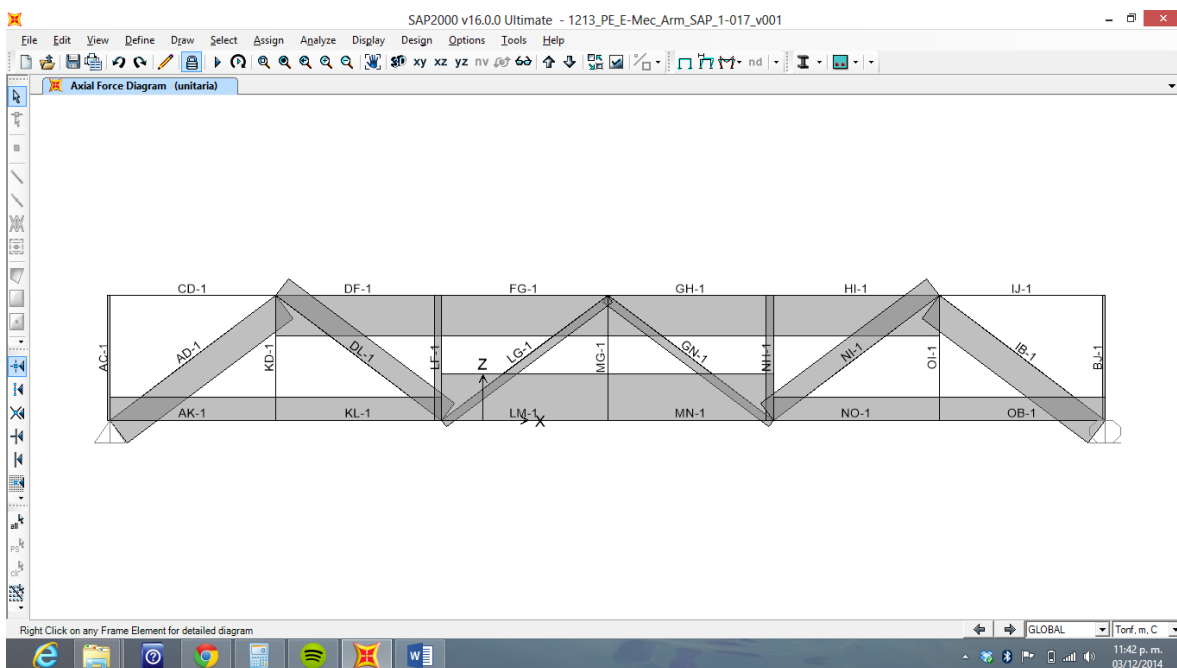 SAP2000 v16.0.0 Ultimate - 1213_PE_E-Mec_Arm_SAP_1-017_v001
File Edit View Define Draw Select Assign Analyze Display Design Options Tools Help
3D xy xz yz nv nd
Axial Force Diagram (unitaria)
CD-1 DF-1 FG-1 GH-1 HI-1 IJ-1
AC-1 AD-1 KD-1 DL-1 LF-1 LG-1 MG-1 GN-1 NH-1 NI-1 OI-1 IB-1 BJ-1
Z
AK-1 KL-1 LM-1 MN-1 NO-1 OB-1
X
all
PS
clr
Right Click on any Frame Element for detailed diagram
GLOBAL Tonf, m, C
11:42 p. m.
03/12/2014